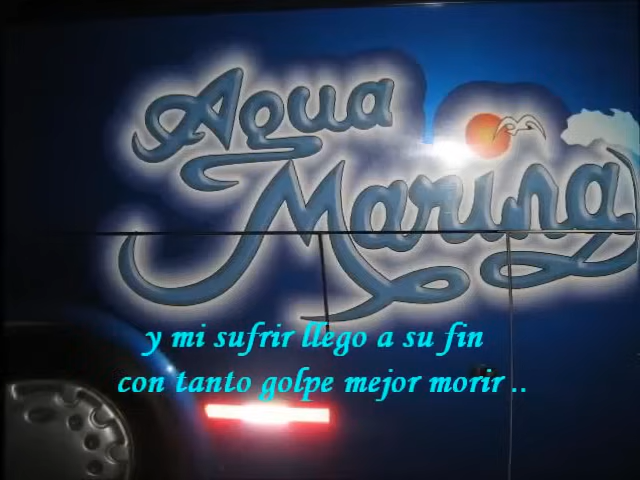 Agua
Marina
y mi sufrir llego a su fin
con tanto golpe mejor morir ..